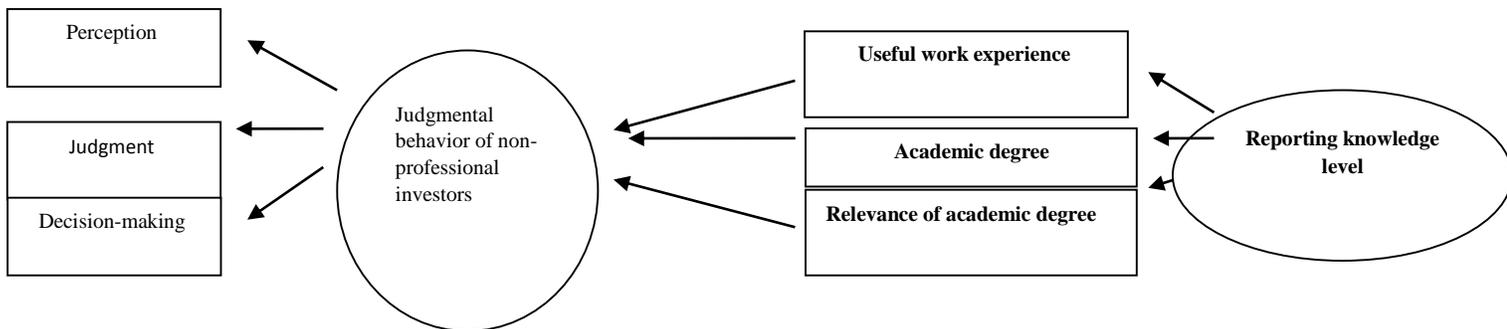 Perception
Judgment
Decision-making
Judgmental
behavior of non-
professional
investors
Useful work experience
Academic degree
Relevance of academic degree
Reporting knowledge
level